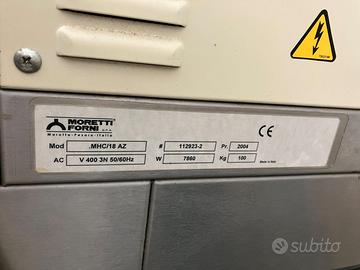 MORETTI
FORNI S.P.A.
Marotta-Pesaro-Italia
CE
Mod .MHC/18 AZ # 112923-2 Pr. 2004
AC V 400 3N 50/60Hz W 7860 Kg 100
Made in Italy
subito